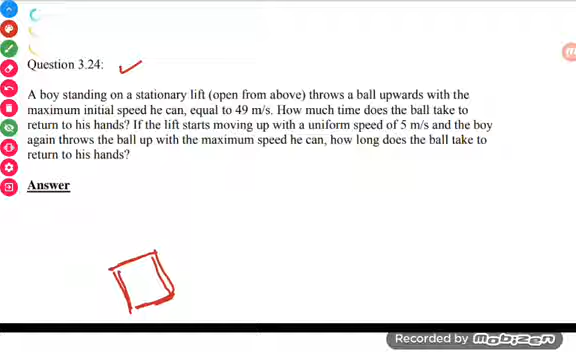 Question 3.24:
A boy standing on a stationary lift (open from above) throws a ball upwards with the
maximum initial speed he can, equal to 49 m/s. How much time does the ball take to
return to his hands? If the lift starts moving up with a uniform speed of 5 m/s and the boy
again throws the ball up with the maximum speed he can, how long does the ball take to
return to his hands?
Answer
Recorded by
mobizen